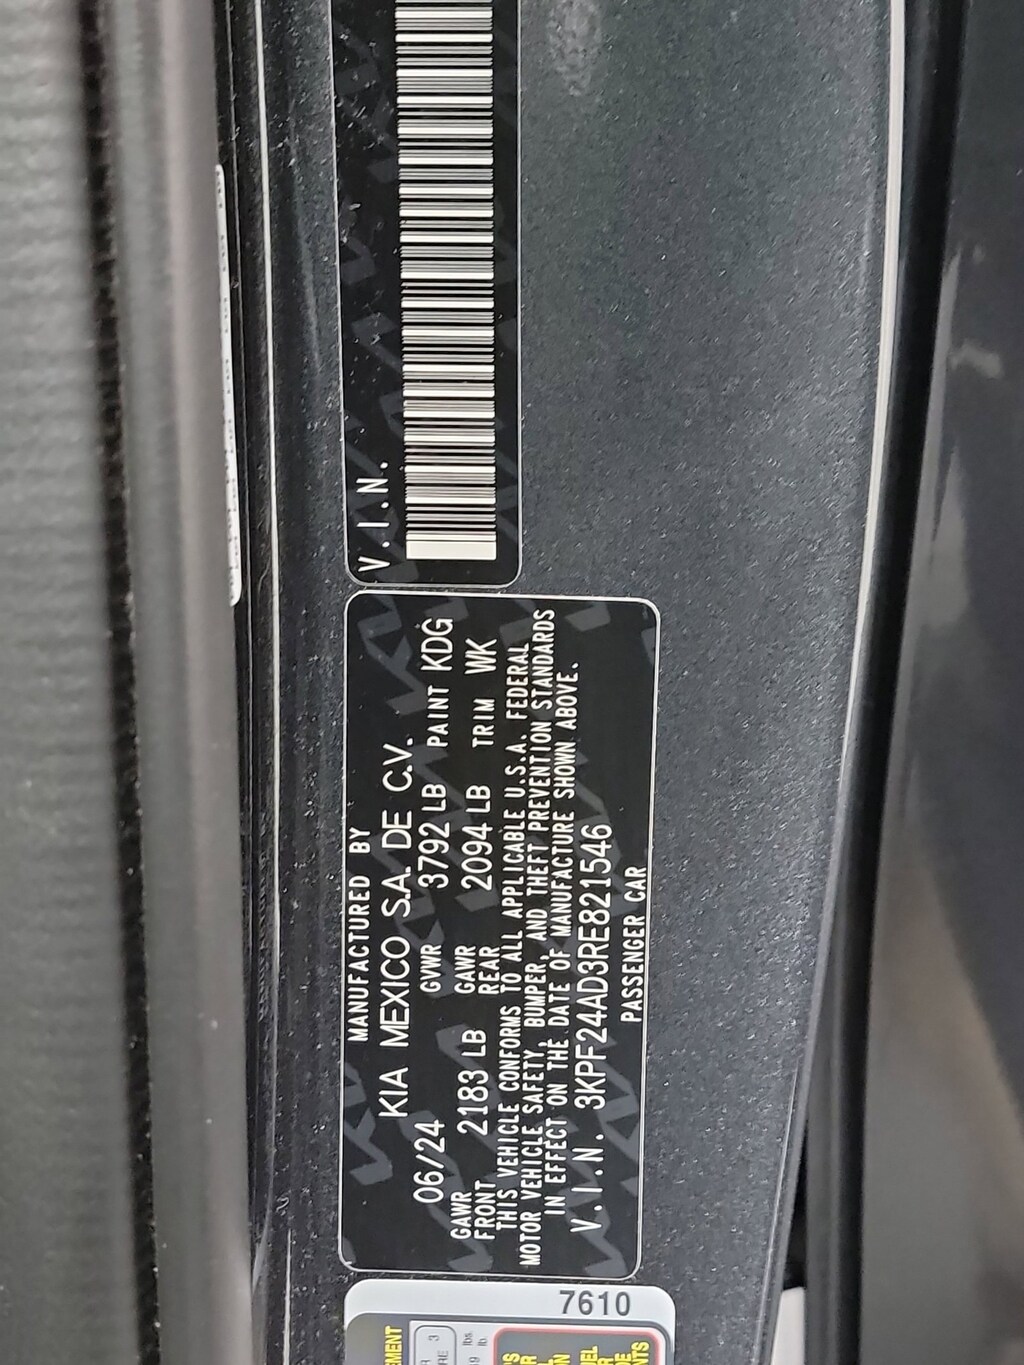 V.I.N.
MANUFACTURED BY
KIA MEXICO S.A. DE C.V.
06/24 GVWR 3792 LB PAINT KDG
GAWR FRONT 2183 LB GAWR REAR 2094 LB TRIM WK
THIS VEHICLE CONFORMS TO ALL APPLICABLE U.S.A. FEDERAL
MOTOR VEHICLE SAFETY, BUMPER, AND THEFT PREVENTION STANDARDS
IN EFFECT ON THE DATE OF MANUFACTURE SHOWN ABOVE.
V.I.N. 3KPF24AD3RE821546
PASSENGER CAR
7610